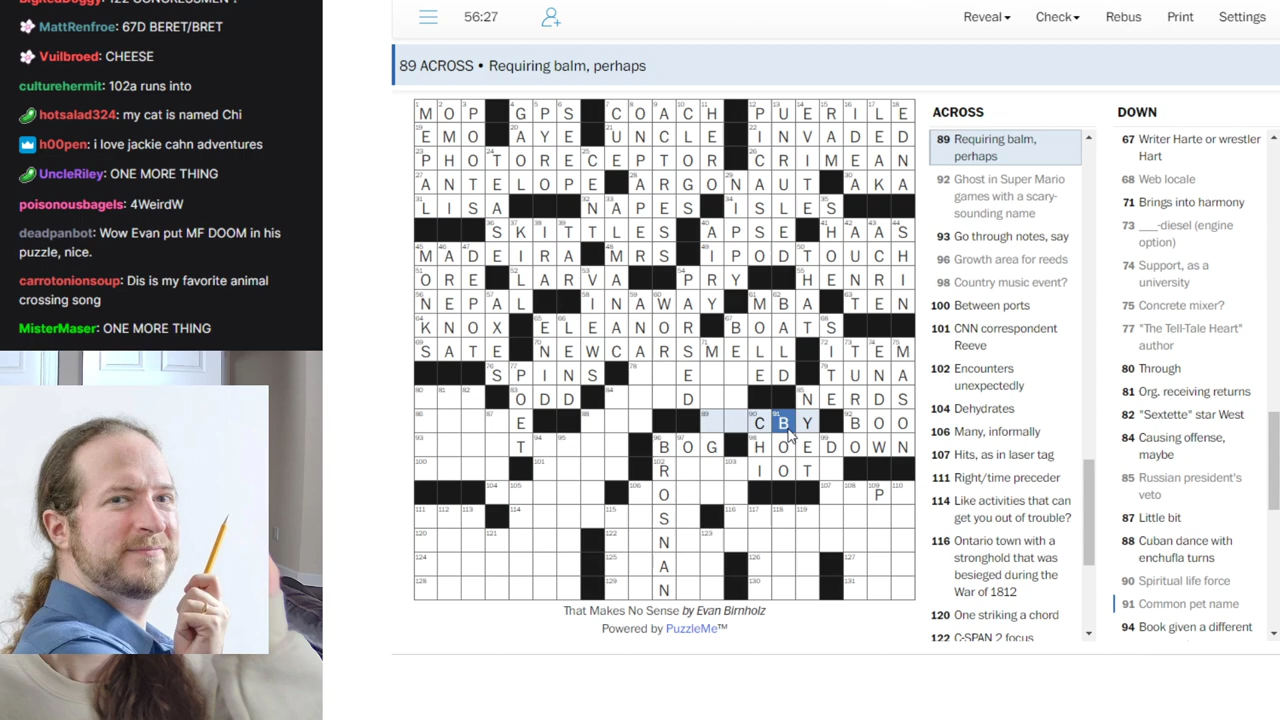 MattRenfroe: 67D BERET/BRET
Vuilbroed: CHEESE
culturehermit: 102a runs into
hotsalad324: my cat is named Chi
h00pen: i love jackie cahn adventures
UncleRiley: ONE MORE THING
poisonousbagels: 4WeirdW
deadpanbot: Wow Evan put MF DOOM in his
puzzle, nice.
carrotonionsoup: Dis is my favorite animal
crossing song
MisterMaser: ONE MORE THING
56:27
Reveal Check Rebus Print Settings
89 ACROSS • Requiring balm, perhaps
M O P G P S C O A C H P U E R I L E
E M O A Y E U N C L E I N V A D E D
P H O T O R E C E P T O R C R I M E A N
A N T E L O P E A R G O N A U T A K A
L I S A N A P E S I S L E S
S K I T T L E S A P S E H A A S
M A D E I R A M R S I P O D T O U C H
O R E L A R V A P R Y H E N R I
N E P A L I N A W A Y M B A T E N
K N O X E L E A N O R B O A T S
S A T E N E W C A R S M E L L I T E M
S P I N S E E D T U N A
O D D D N E R D S
E C B Y B O O
T B O G H O E D O W N
R I O T
O P
S
N
A
N
That Makes No Sense by Evan Birnholz
Powered by PuzzleMe™
ACROSS
89 Requiring balm,
perhaps
92 Ghost in Super Mario
games with a scary-
sounding name
93 Go through notes, say
96 Growth area for reeds
98 Country music event?
100 Between ports
101 CNN correspondent
Reeve
102 Encounters
unexpectedly
104 Dehydrates
106 Many, informally
107 Hits, as in laser tag
111 Right/time preceder
114 Like activities that can
get you out of trouble?
116 Ontario town with a
stronghold that was
besieged during the
War of 1812
120 One striking a chord
122 C-SPAN 2 focus
DOWN
67 Writer Harte or wrestler
Hart
68 Web locale
71 Brings into harmony
73 ___-diesel (engine
option)
74 Support, as a
university
75 Concrete mixer?
77 "The Tell-Tale Heart"
author
80 Through
81 Org. receiving returns
82 "Sextette" star West
84 Causing offense,
maybe
85 Russian president's
veto
87 Little bit
88 Cuban dance with
enchufla turns
90 Spiritual life force
91 Common pet name
94 Book given a different